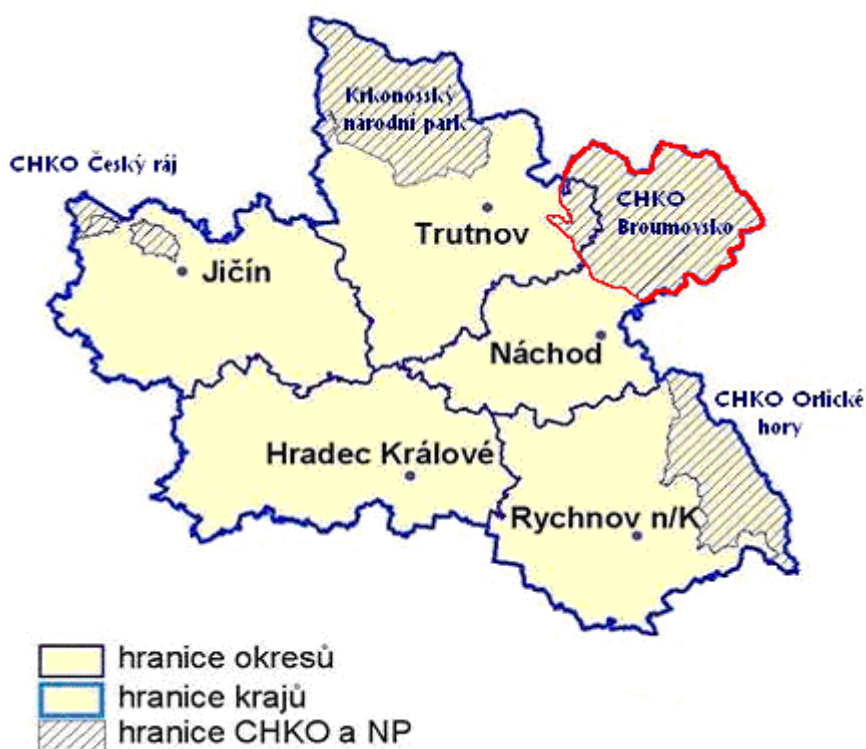 Krkonošský
národní park
CHKO Český ráj
CHKO
Broumovsko
Trutnov
Jičín
Náchod
CHKO Orlické
hory
Hradec Králové
Rychnov n/K
hranice okresů
hranice krajů
hranice CHKO a NP